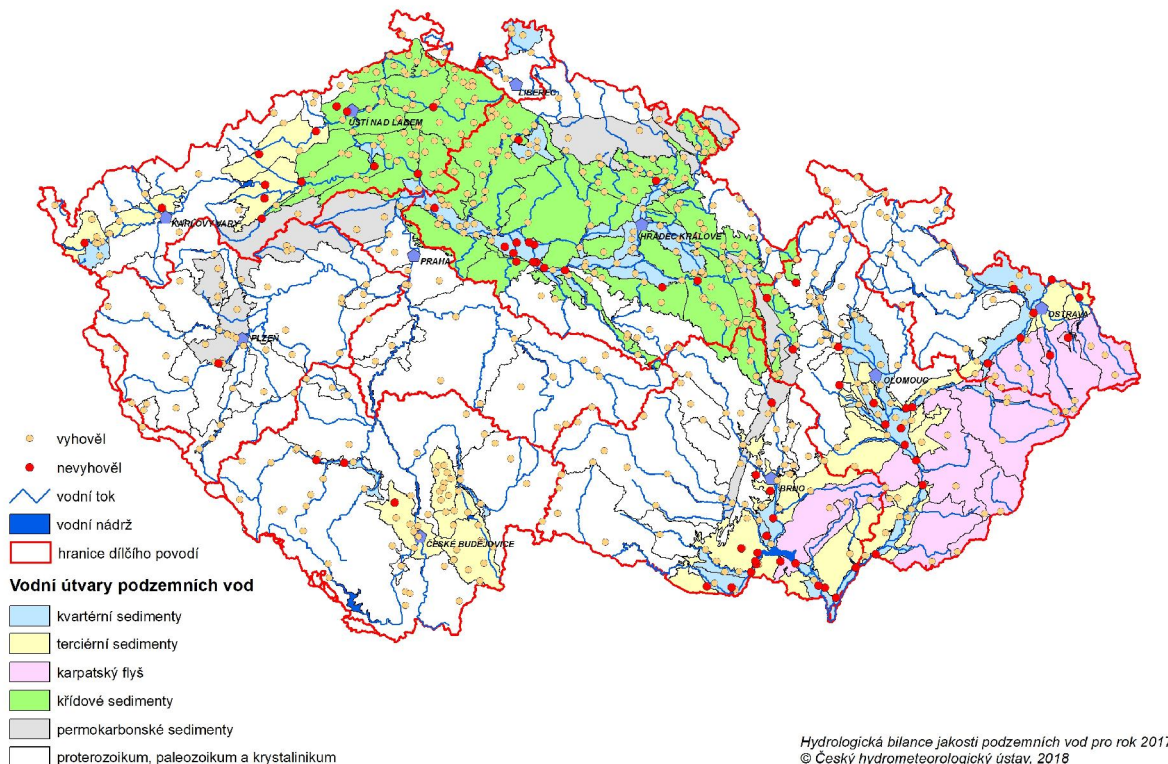 LIBEREC
ÚSTÍ NAD LABEM
KARLOVY VARY
HRADEC KRÁLOVÉ
PRAHA
OSTRAVA
PLZEŇ
OLOMOUC
BRNO
ČESKÉ BUDĚJOVICE
vyhověl
nevyhověl
vodní tok
vodní nádrž
hranice dílčího povodí
Vodní útvary podzemních vod
kvartérní sedimenty
terciérní sedimenty
karpatský flyš
křídové sedimenty
permokarbonské sedimenty
proterozoikum, paleozoikum a krystalinikum
Hydrologická bilance jakosti podzemních vod pro rok 2017
© Český hydrometeorologický ústav, 2018